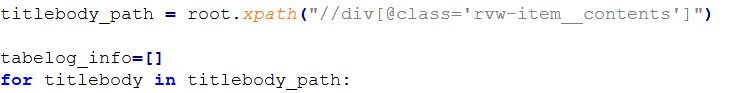 titlebody_path = root.xpath("//div[@class='rvw-item__contents']")
tabelog_info=[]
for titlebody in titlebody_path: